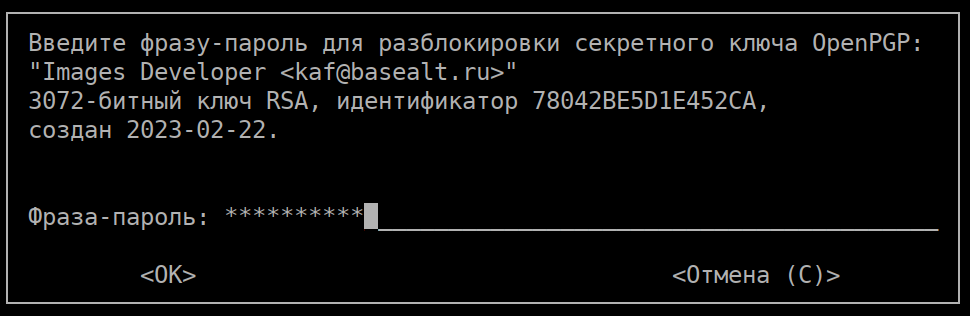 Введите фразу-пароль для разблокировки секретного ключа OpenPGP:
"Images Developer <kaf@basealt.ru>"
3072-битный ключ RSA, идентификатор 78042BE5D1E452CA,
создан 2023-02-22.
Фраза-пароль: **********
<OK> <Отмена (C)>